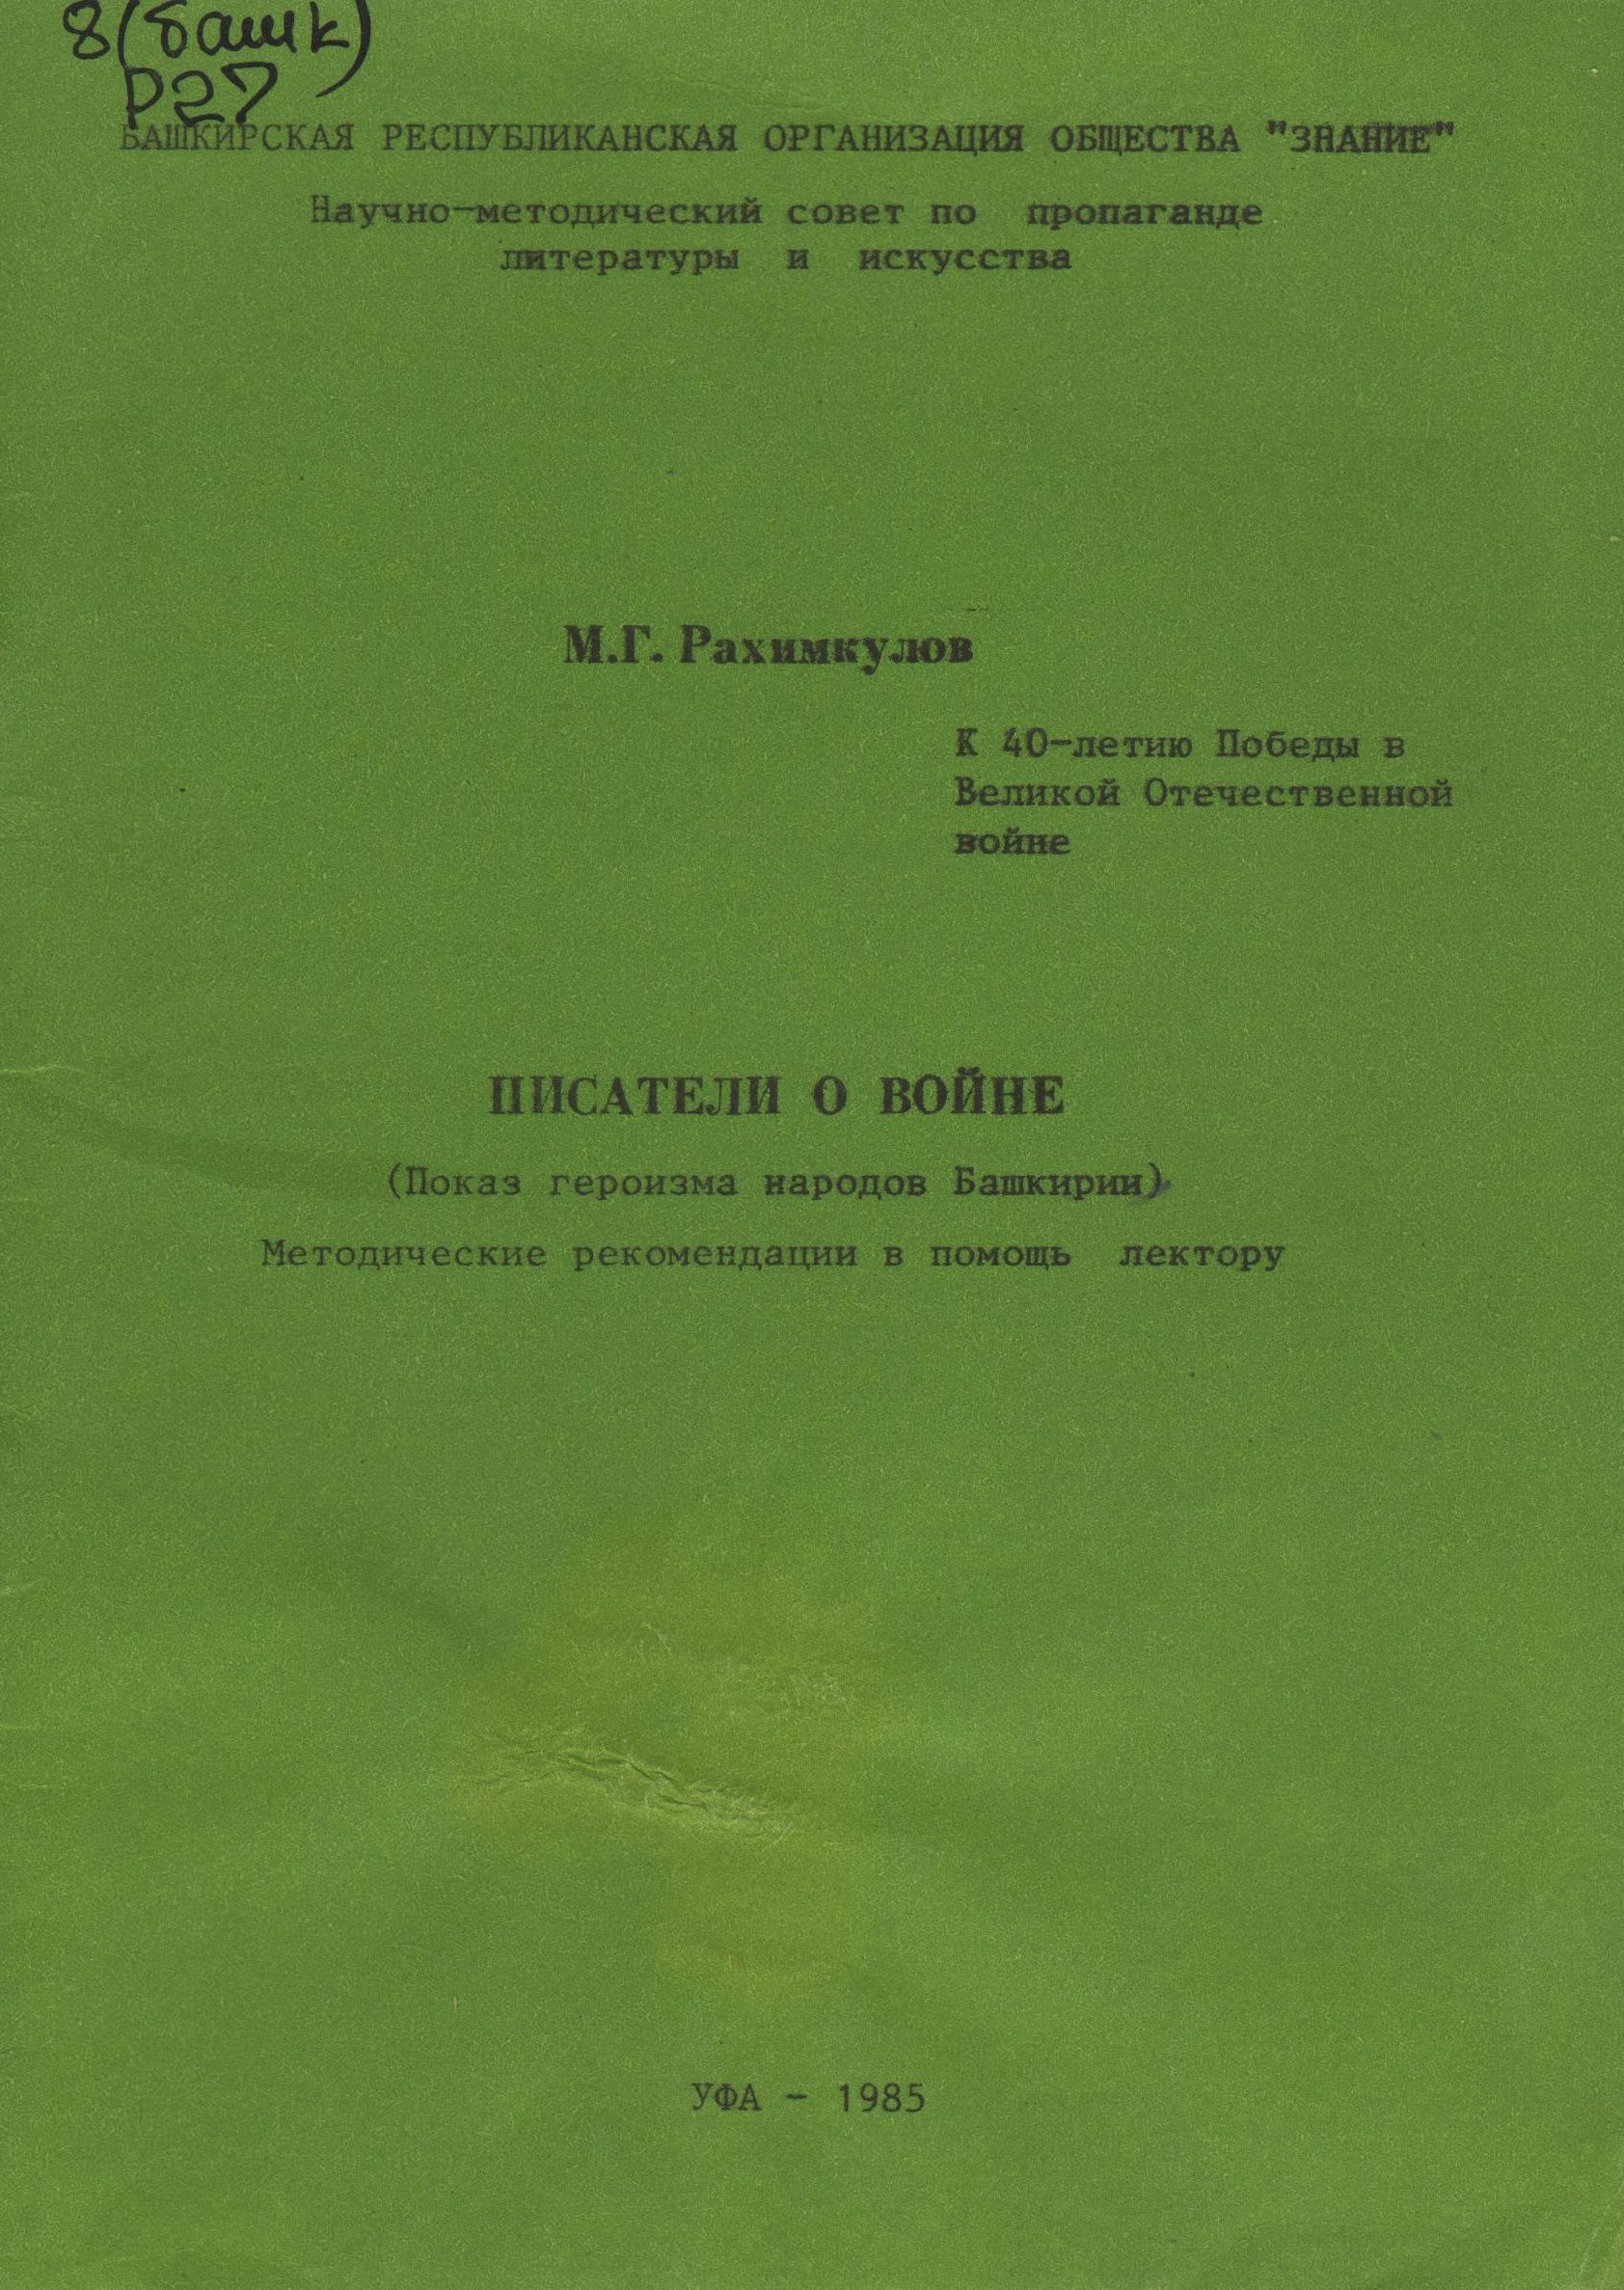 8(башк)
Р27
БАШКИРСКАЯ РЕСПУБЛИКАНСКАЯ ОРГАНИЗАЦИЯ ОБЩЕСТВА "ЗНАНИЕ"
Научно-методический совет по пропаганде
литературы и искусства
М.Г. Рахимкулов
К 40-летию Победы в
Великой Отечественной
войне
ПИСАТЕЛИ О ВОЙНЕ
(Показ героизма народов Башкирии)
Методические рекомендации в помощь лектору
УФА - 1985